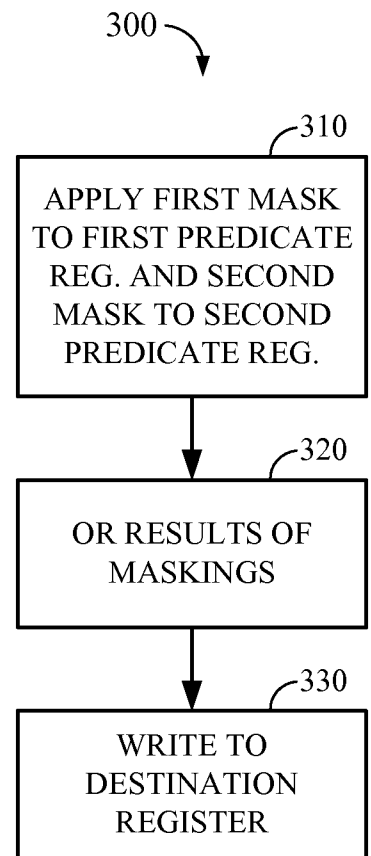 300
310
APPLY FIRST MASK
TO FIRST PREDICATE
REG. AND SECOND
MASK TO SECOND
PREDICATE REG.
320
OR RESULTS OF
MASKINGS
330
WRITE TO
DESTINATION
REGISTER